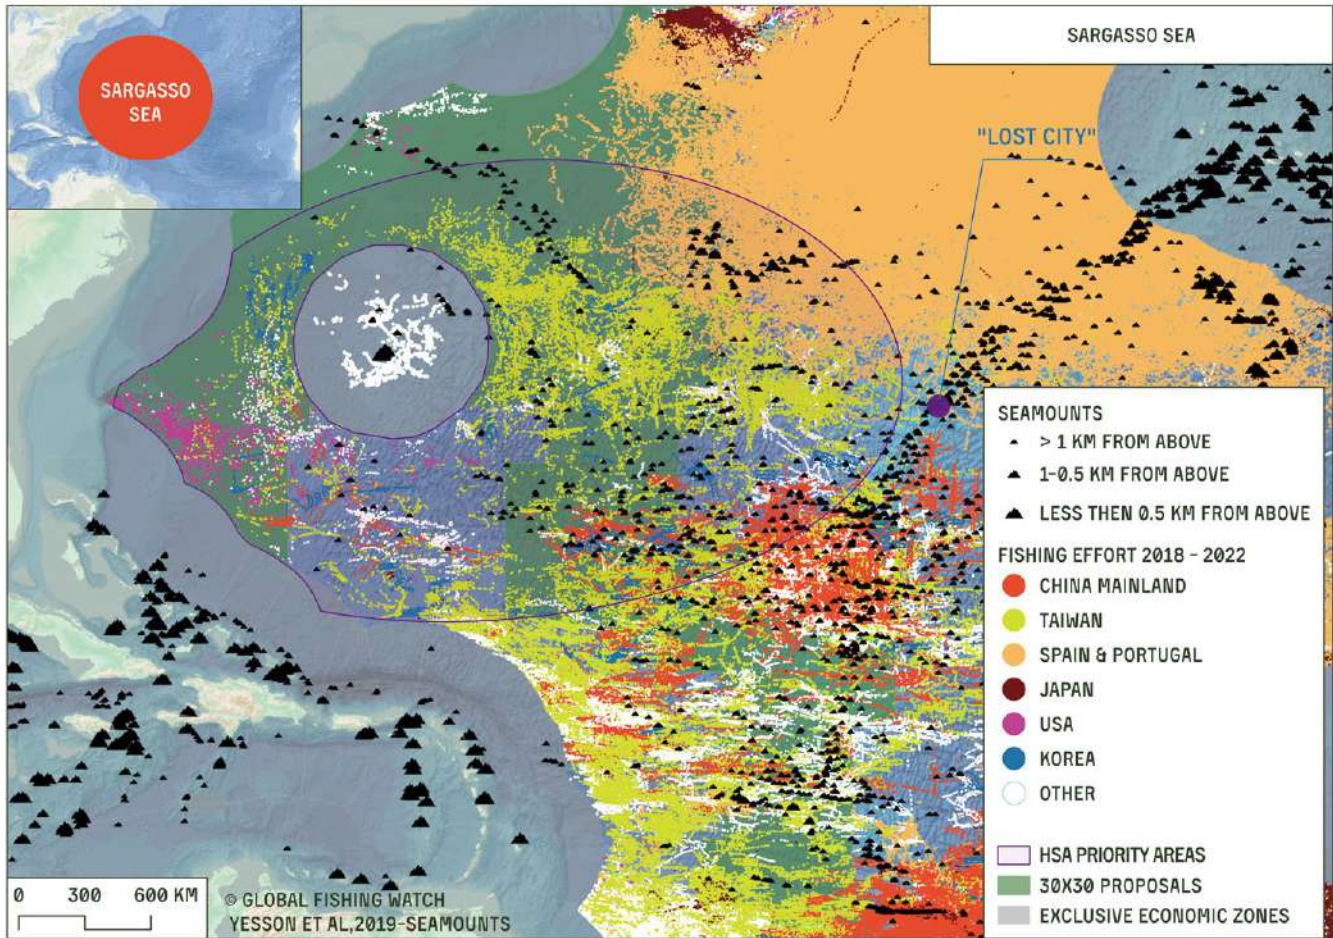 SARGASSO SEA
SARGASSO
SEA
"LOST CITY"
SEAMOUNTS
> 1 KM FROM ABOVE
1-0.5 KM FROM ABOVE
LESS THEN 0.5 KM FROM ABOVE
FISHING EFFORT 2018 - 2022
CHINA MAINLAND
TAIWAN
SPAIN & PORTUGAL
JAPAN
USA
KOREA
OTHER
HSA PRIORITY AREAS
30X30 PROPOSALS
EXCLUSIVE ECONOMIC ZONES
0 300 600 KM
© GLOBAL FISHING WATCH
YESSON ET AL,2019-SEAMOUNTS